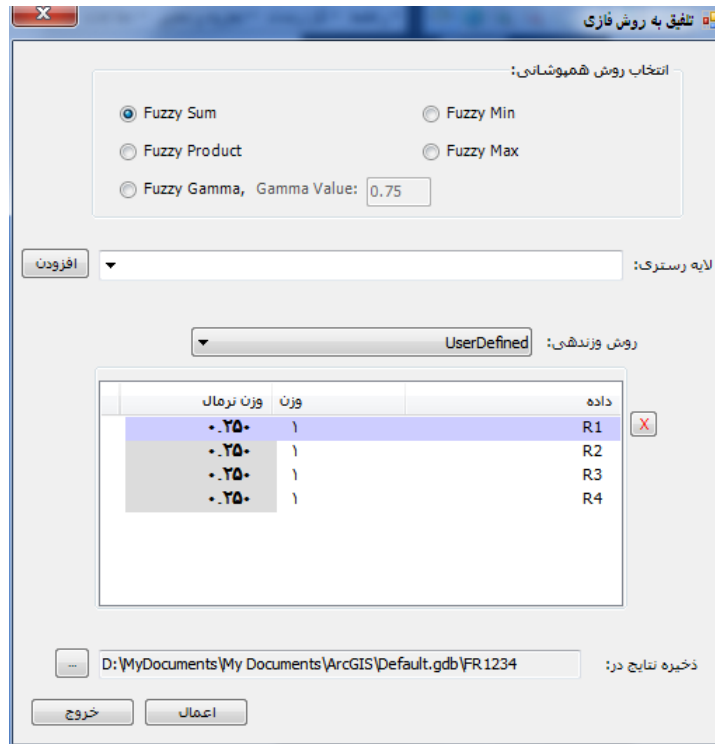 تلفیق به روش فازی
X
انتخاب روش همپوشانی:
Fuzzy Sum
Fuzzy Min
Fuzzy Product
Fuzzy Max
Fuzzy Gamma, Gamma Value: 0.75
لایه رستری:
افزودن
روش وزندهی: UserDefined
داده وزن وزن نرمال
R1 ۱ ۰.۲۵۰
X
R2 ۱ ۰.۲۵۰
R3 ۱ ۰.۲۵۰
R4 ۱ ۰.۲۵۰
ذخیره نتایج در: D:\MyDocuments\My Documents\ArcGIS\Default.gdb\FR1234 ...
اعمال
خروج